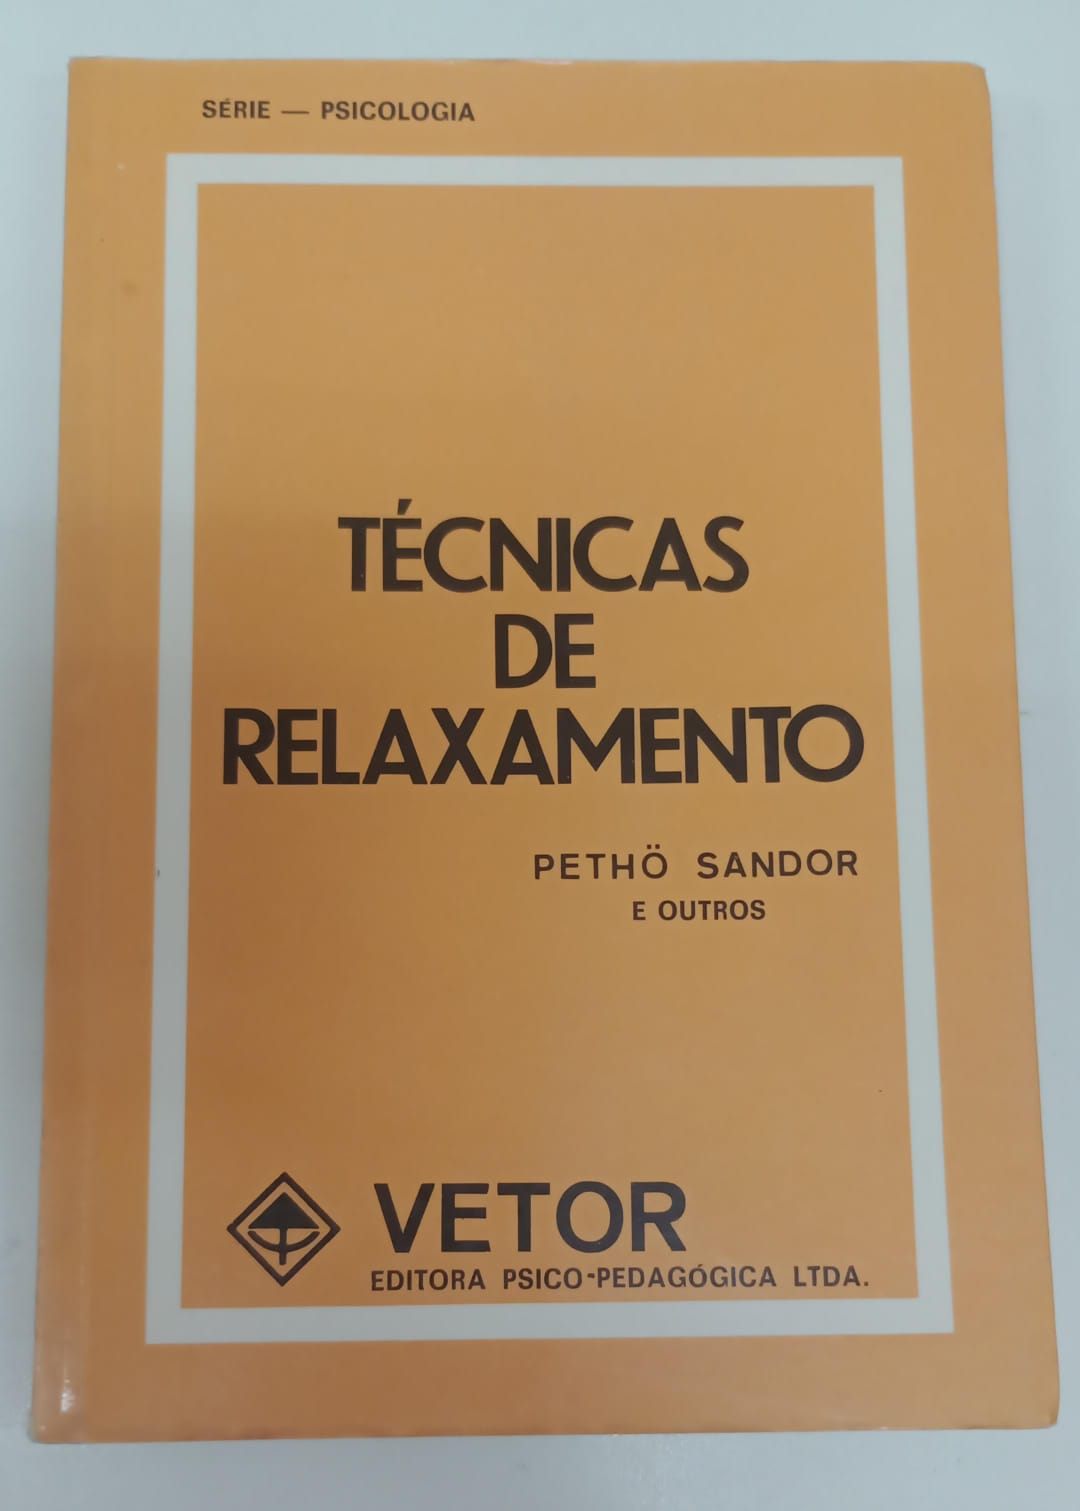 SÉRIE — PSICOLOGIA
TÉCNICAS
DE
RELAXAMENTO
PETHÖ SANDOR
E OUTROS
VETOR
EDITORA PSICO-PEDAGÓGICA LTDA.